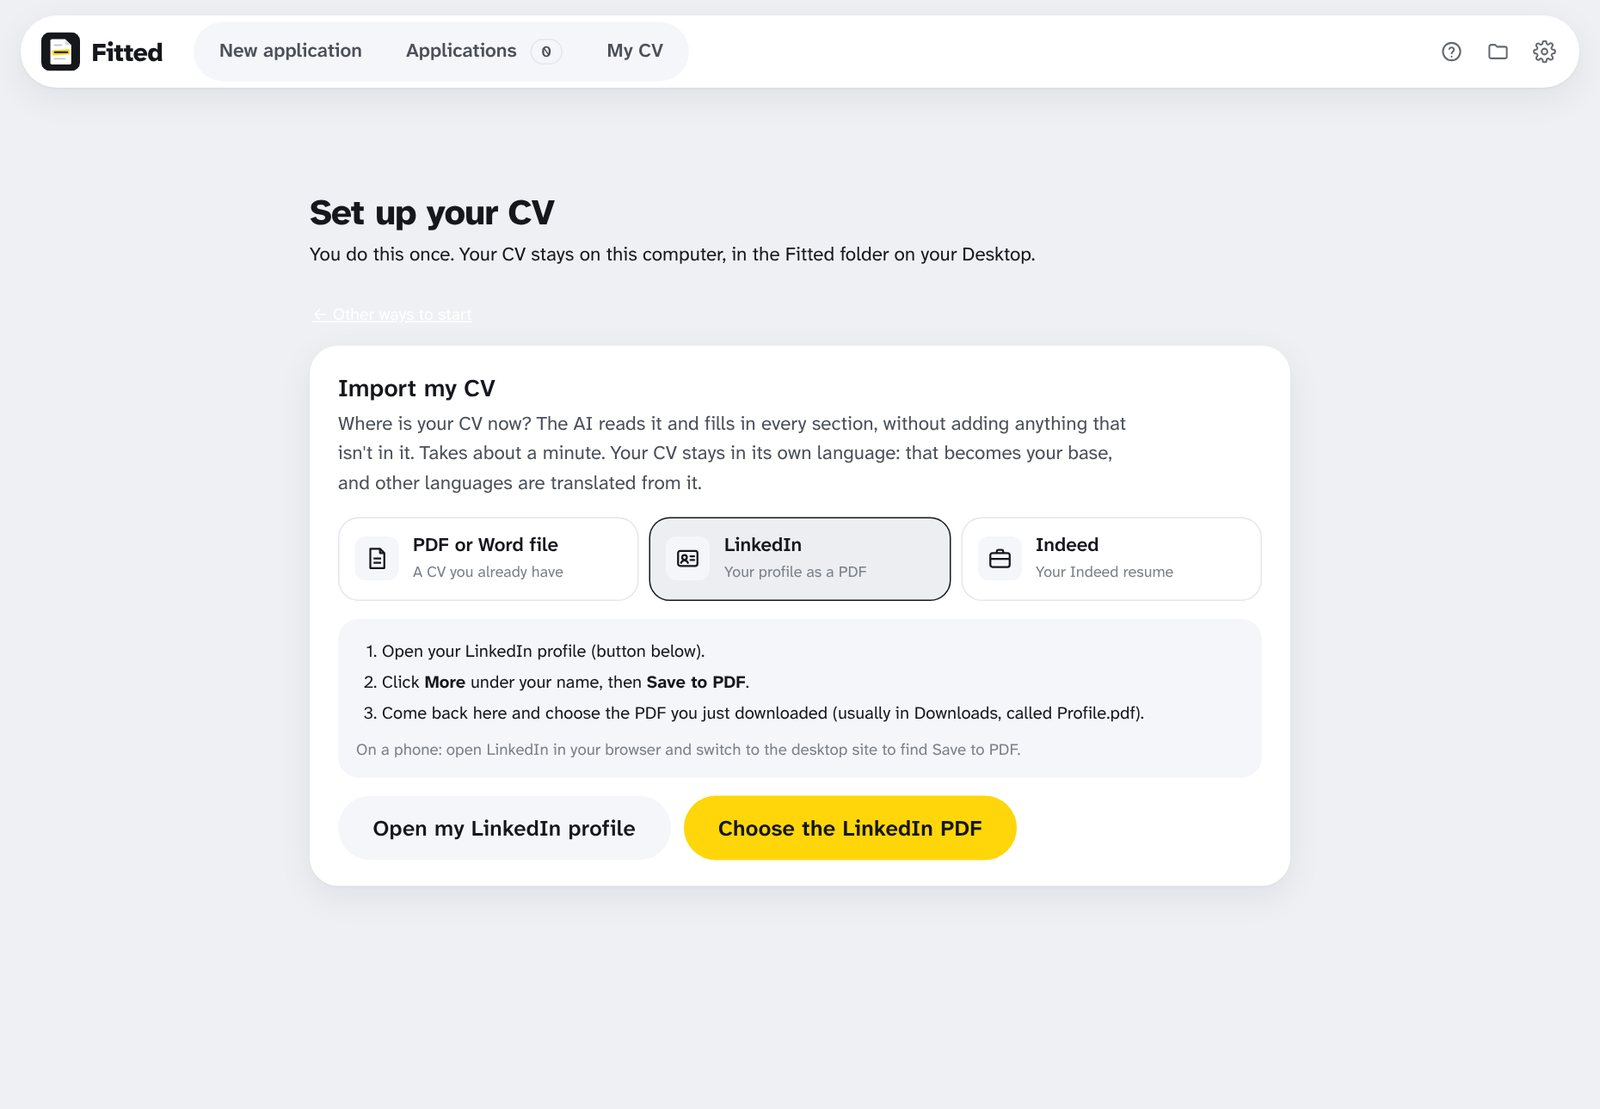 Fitted
New application
Applications 0
My CV
Set up your CV
You do this once. Your CV stays on this computer, in the Fitted folder on your Desktop.
← Other ways to start
Import my CV
Where is your CV now? The AI reads it and fills in every section, without adding anything that
isn't in it. Takes about a minute. Your CV stays in its own language: that becomes your base,
and other languages are translated from it.
PDF or Word file
A CV you already have
LinkedIn
Your profile as a PDF
Indeed
Your Indeed resume
1. Open your LinkedIn profile (button below).
2. Click More under your name, then Save to PDF.
3. Come back here and choose the PDF you just downloaded (usually in Downloads, called Profile.pdf).
On a phone: open LinkedIn in your browser and switch to the desktop site to find Save to PDF.
Open my LinkedIn profile
Choose the LinkedIn PDF